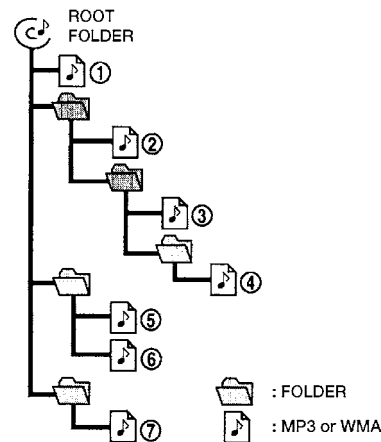 ROOT
FOLDER
①
②
③
④
⑤
⑥
⑦
: FOLDER
: MP3 or WMA